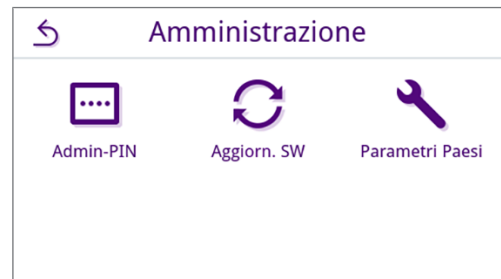 Amministrazione
Admin-PIN
Aggiorn. SW
Parametri Paesi